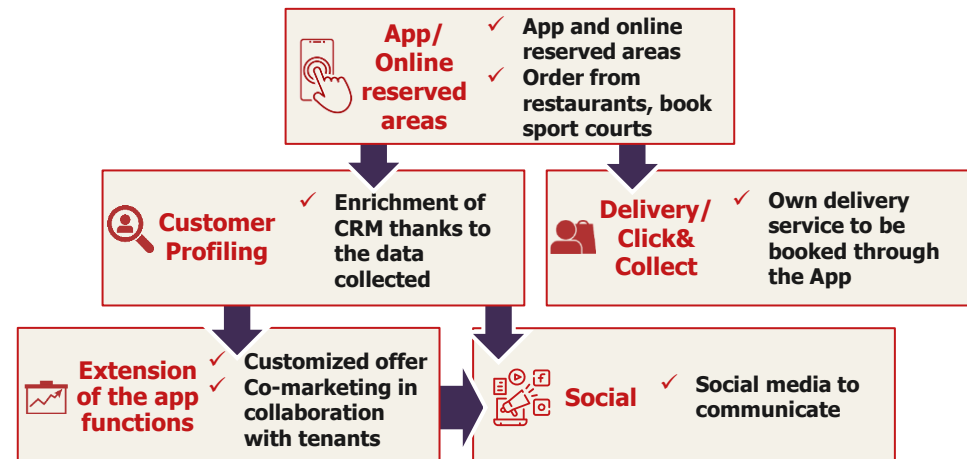 App/
Online
reserved
areas
✓ App and online
reserved areas
✓ Order from
restaurants, book
sport courts
Customer
Profiling
✓ Enrichment of
CRM thanks to
the data
collected
Delivery/
Click&
Collect
✓ Own delivery
service to be
booked through
the App
Extension
of the app
functions
✓ Customized offer
✓ Co-marketing in
collaboration
with tenants
Social
✓ Social media to
communicate